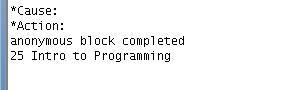 *Cause:
*Action:
anonymous block completed
25 Intro to Programming